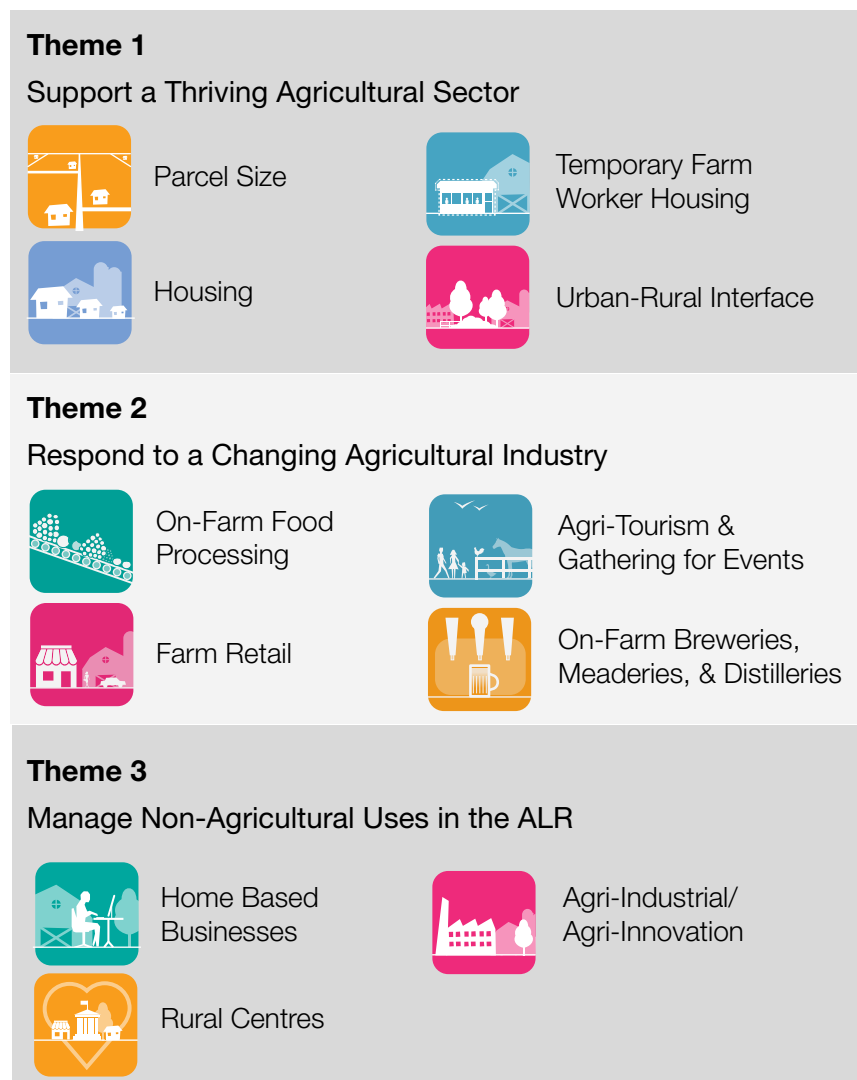 Theme 1
Support a Thriving Agricultural Sector
Parcel Size
Temporary Farm
Worker Housing
Housing
Urban-Rural Interface
Theme 2
Respond to a Changing Agricultural Industry
On-Farm Food
Processing
Agri-Tourism &
Gathering for Events
Farm Retail
On-Farm Breweries,
Meaderies, & Distilleries
Theme 3
Manage Non-Agricultural Uses in the ALR
Home Based
Businesses
Agri-Industrial/
Agri-Innovation
Rural Centres